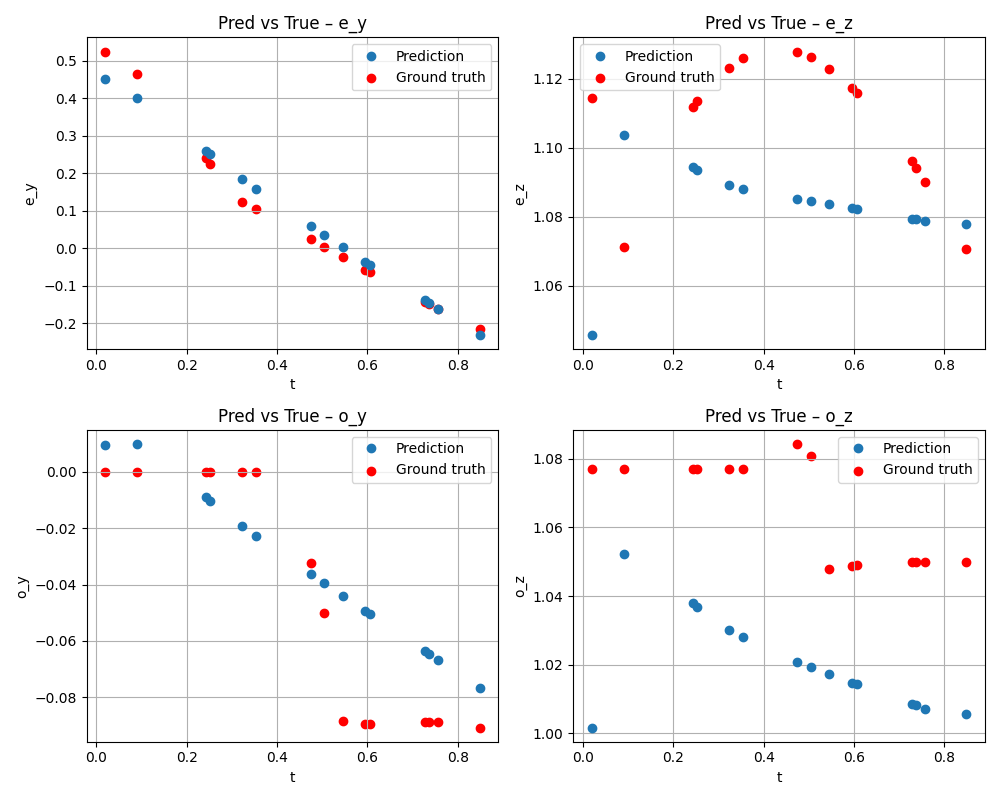 Pred vs True – e_y
Prediction
Ground truth
0.5
0.4
0.3
0.2
0.1
0.0
−0.1
−0.2
e_y
0.0 0.2 0.4 0.6 0.8
t
Pred vs True – e_z
Prediction
Ground truth
1.12
1.10
1.08
1.06
e_z
0.0 0.2 0.4 0.6 0.8
t
Pred vs True – o_y
Prediction
Ground truth
0.00
−0.02
−0.04
−0.06
−0.08
o_y
0.0 0.2 0.4 0.6 0.8
t
Pred vs True – o_z
Prediction
Ground truth
1.08
1.06
1.04
1.02
1.00
o_z
0.0 0.2 0.4 0.6 0.8
t